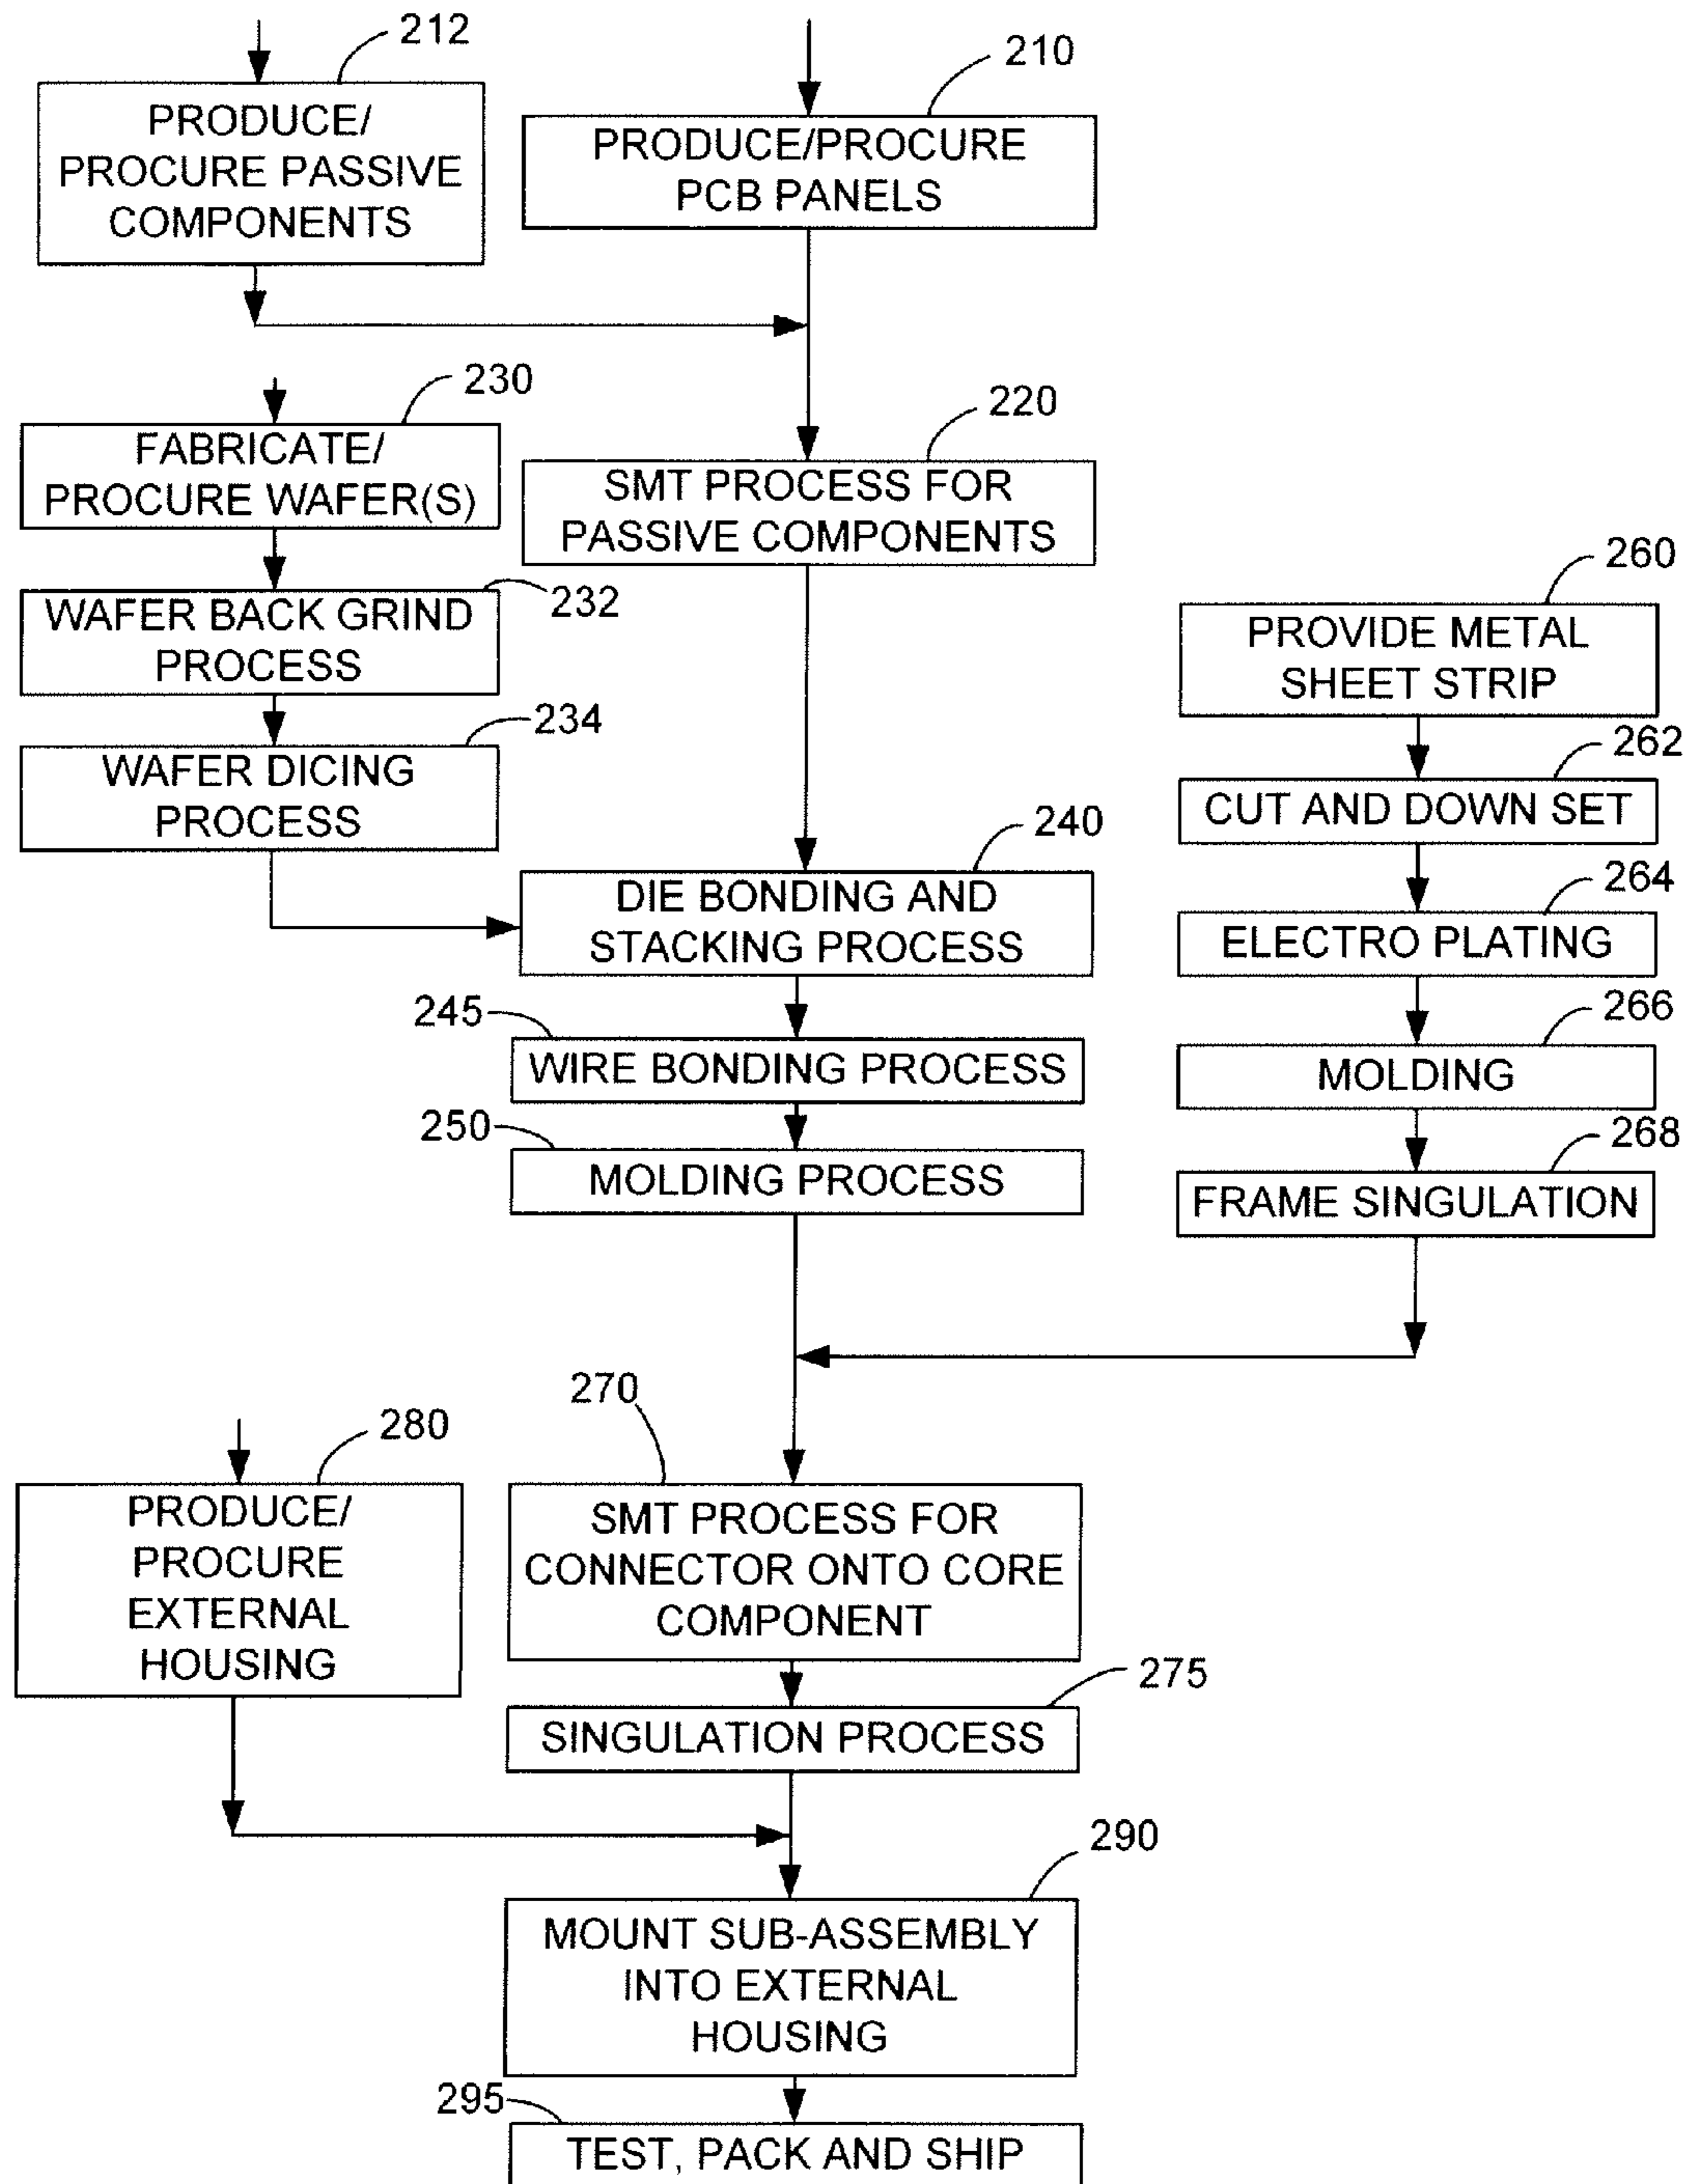 212
PRODUCE/
PROCURE PASSIVE
COMPONENTS
210
PRODUCE/PROCURE
PCB PANELS
230
FABRICATE/
PROCURE WAFER(S)
220
SMT PROCESS FOR
PASSIVE COMPONENTS
232
WAFER BACK GRIND
PROCESS
234
WAFER DICING
PROCESS
260
PROVIDE METAL
SHEET STRIP
262
CUT AND DOWN SET
240
DIE BONDING AND
STACKING PROCESS
264
ELECTRO PLATING
245
WIRE BONDING PROCESS
266
MOLDING
250
MOLDING PROCESS
268
FRAME SINGULATION
280
PRODUCE/
PROCURE
EXTERNAL
HOUSING
270
SMT PROCESS FOR
CONNECTOR ONTO CORE
COMPONENT
275
SINGULATION PROCESS
290
MOUNT SUB-ASSEMBLY
INTO EXTERNAL
HOUSING
295
TEST, PACK AND SHIP